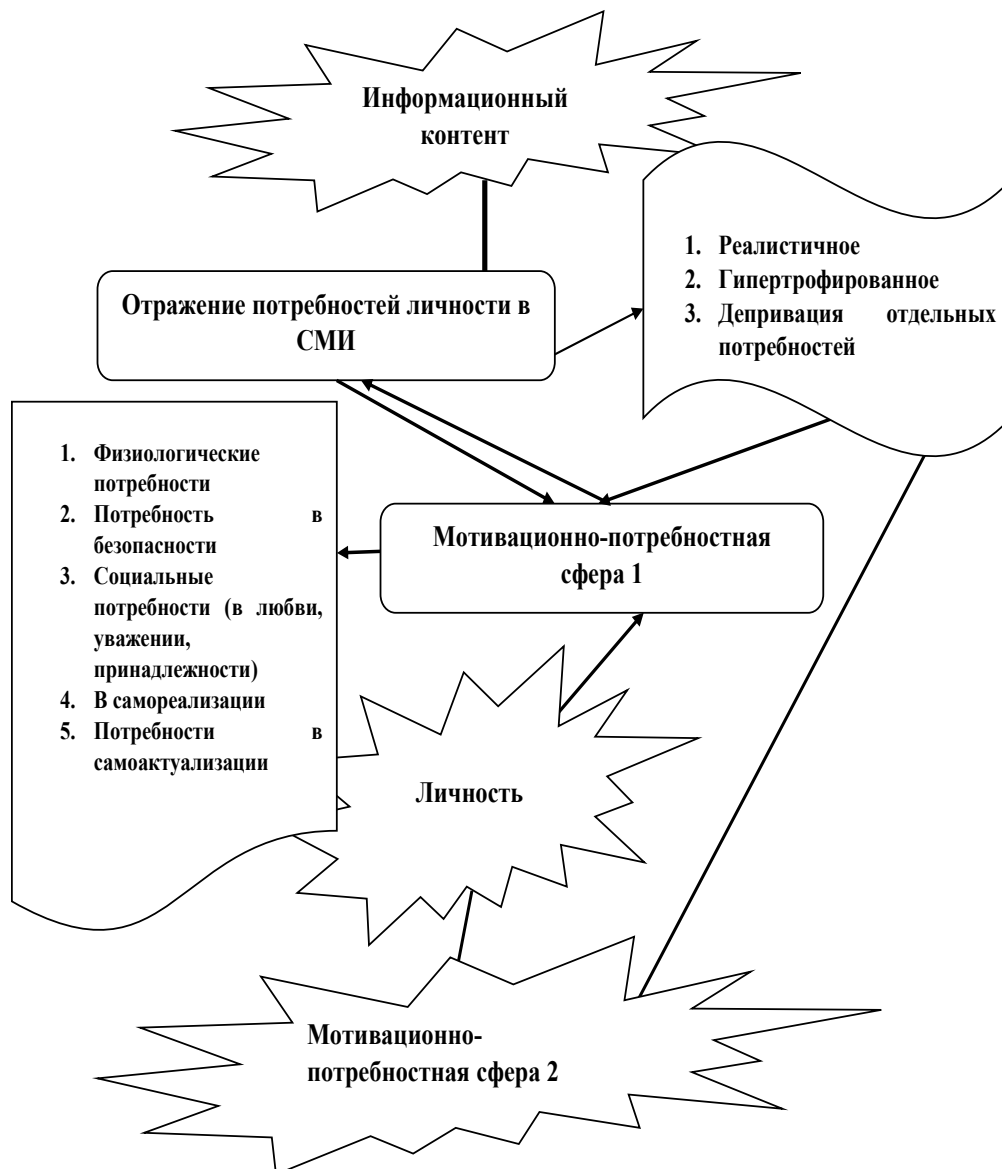 Информационный
контент
1. Реалистичное
2. Гипертрофированное
3. Депривация отдельных
потребностей
Отражение потребностей личности в
СМИ
1. Физиологические
потребности
2. Потребность в
безопасности
3. Социальные
потребности (в любви,
уважении,
принадлежности)
4. В самореализации
5. Потребности в
самоактуализации
Мотивационно-потребностная
сфера 1
Личность
Мотивационно-
потребностная сфера 2